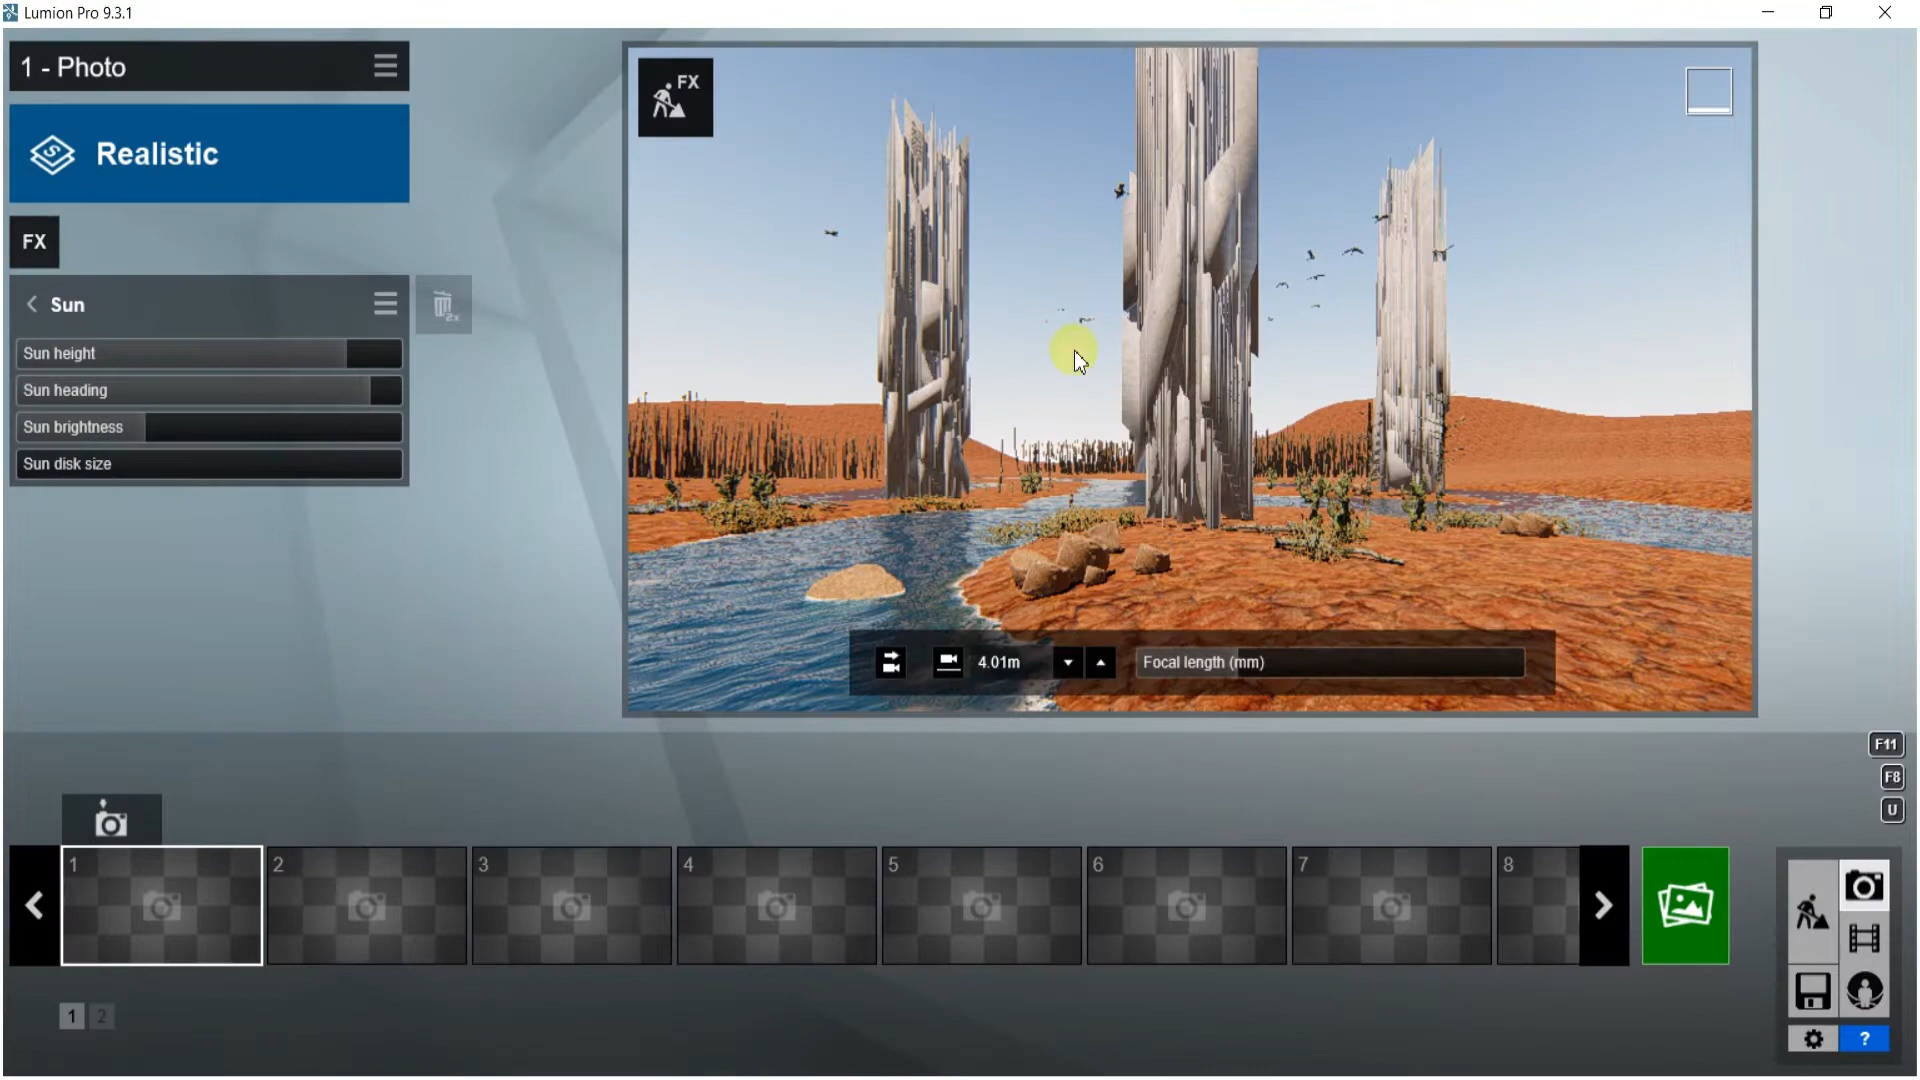 Lumion Pro 9.3.1
1 - Photo
FX
S
Realistic
FX
Sun
2x
Sun height
Sun heading
Sun brightness
Sun disk size
4.01m
Focal length (mm)
F11
F8
U
1
2
3
4
5
6
7
8
1
2
?